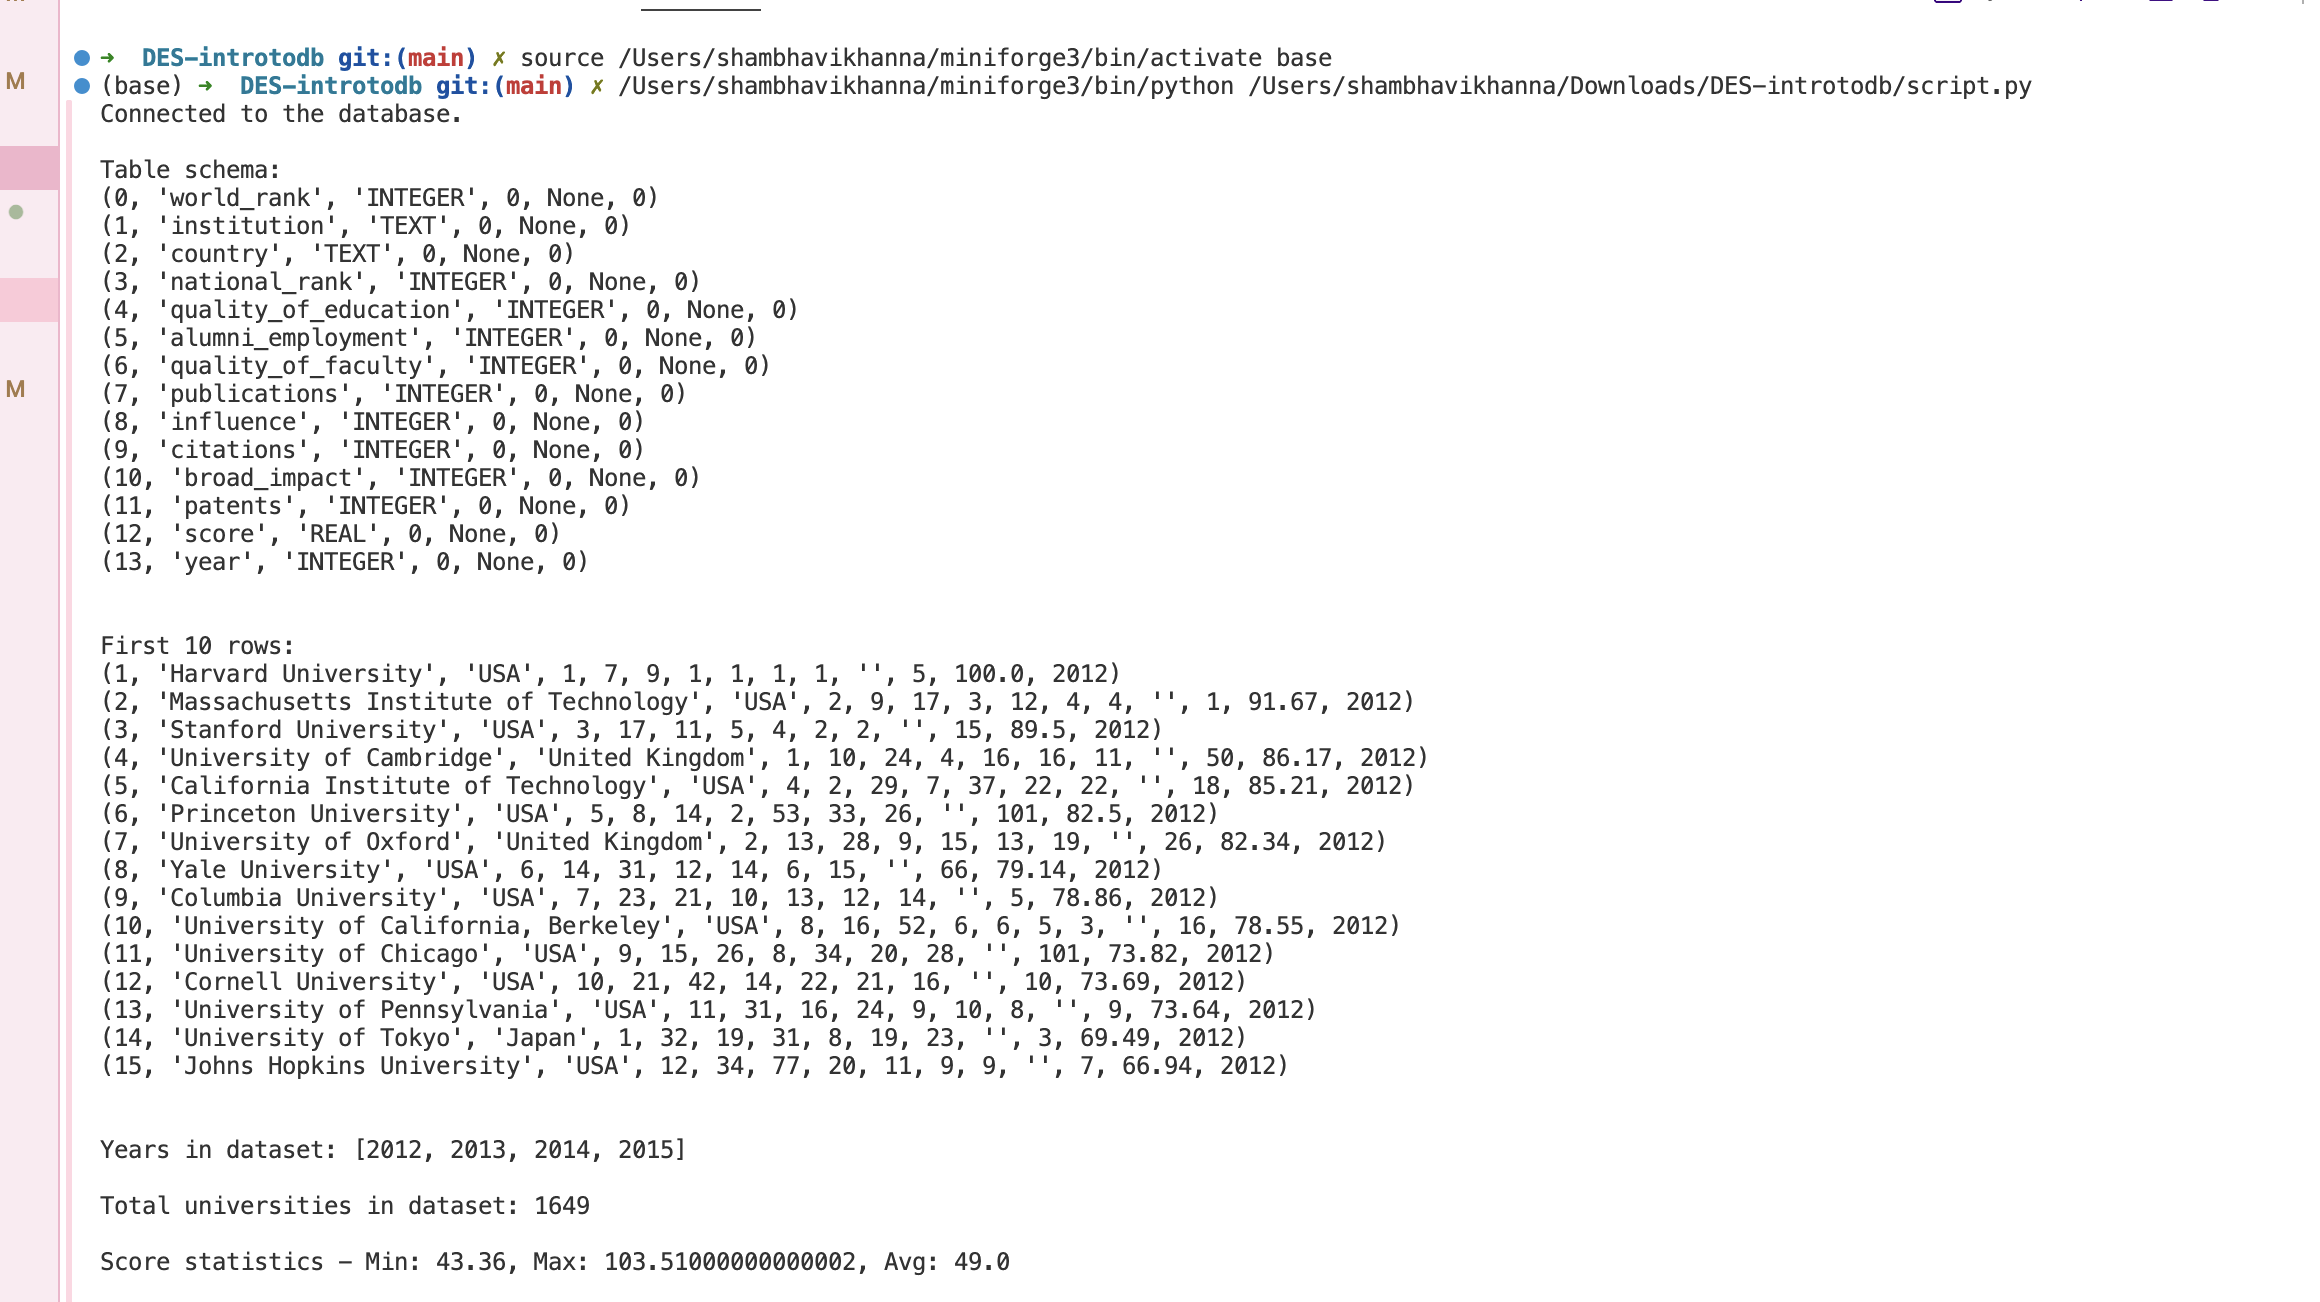 M
M
➜  DES-introtodb git:(main) ✗ source /Users/shambhavikhanna/miniforge3/bin/activate base
(base) ➜  DES-introtodb git:(main) ✗ /Users/shambhavikhanna/miniforge3/bin/python /Users/shambhavikhanna/Downloads/DES-introtodb/script.py
Connected to the database.
Table schema:
(0, 'world_rank', 'INTEGER', 0, None, 0)
(1, 'institution', 'TEXT', 0, None, 0)
(2, 'country', 'TEXT', 0, None, 0)
(3, 'national_rank', 'INTEGER', 0, None, 0)
(4, 'quality_of_education', 'INTEGER', 0, None, 0)
(5, 'alumni_employment', 'INTEGER', 0, None, 0)
(6, 'quality_of_faculty', 'INTEGER', 0, None, 0)
(7, 'publications', 'INTEGER', 0, None, 0)
(8, 'influence', 'INTEGER', 0, None, 0)
(9, 'citations', 'INTEGER', 0, None, 0)
(10, 'broad_impact', 'INTEGER', 0, None, 0)
(11, 'patents', 'INTEGER', 0, None, 0)
(12, 'score', 'REAL', 0, None, 0)
(13, 'year', 'INTEGER', 0, None, 0)
First 10 rows:
(1, 'Harvard University', 'USA', 1, 7, 9, 1, 1, 1, 1, '', 5, 100.0, 2012)
(2, 'Massachusetts Institute of Technology', 'USA', 2, 9, 17, 3, 12, 4, 4, '', 1, 91.67, 2012)
(3, 'Stanford University', 'USA', 3, 17, 11, 5, 4, 2, 2, '', 15, 89.5, 2012)
(4, 'University of Cambridge', 'United Kingdom', 1, 10, 24, 4, 16, 16, 11, '', 50, 86.17, 2012)
(5, 'California Institute of Technology', 'USA', 4, 2, 29, 7, 37, 22, 22, '', 18, 85.21, 2012)
(6, 'Princeton University', 'USA', 5, 8, 14, 2, 53, 33, 26, '', 101, 82.5, 2012)
(7, 'University of Oxford', 'United Kingdom', 2, 13, 28, 9, 15, 13, 19, '', 26, 82.34, 2012)
(8, 'Yale University', 'USA', 6, 14, 31, 12, 14, 6, 15, '', 66, 79.14, 2012)
(9, 'Columbia University', 'USA', 7, 23, 21, 10, 13, 12, 14, '', 5, 78.86, 2012)
(10, 'University of California, Berkeley', 'USA', 8, 16, 52, 6, 6, 5, 3, '', 16, 78.55, 2012)
(11, 'University of Chicago', 'USA', 9, 15, 26, 8, 34, 20, 28, '', 101, 73.82, 2012)
(12, 'Cornell University', 'USA', 10, 21, 42, 14, 22, 21, 16, '', 10, 73.69, 2012)
(13, 'University of Pennsylvania', 'USA', 11, 31, 16, 24, 9, 10, 8, '', 9, 73.64, 2012)
(14, 'University of Tokyo', 'Japan', 1, 32, 19, 31, 8, 19, 23, '', 3, 69.49, 2012)
(15, 'Johns Hopkins University', 'USA', 12, 34, 77, 20, 11, 9, 9, '', 7, 66.94, 2012)
Years in dataset: [2012, 2013, 2014, 2015]
Total universities in dataset: 1649
Score statistics – Min: 43.36, Max: 103.51000000000002, Avg: 49.0